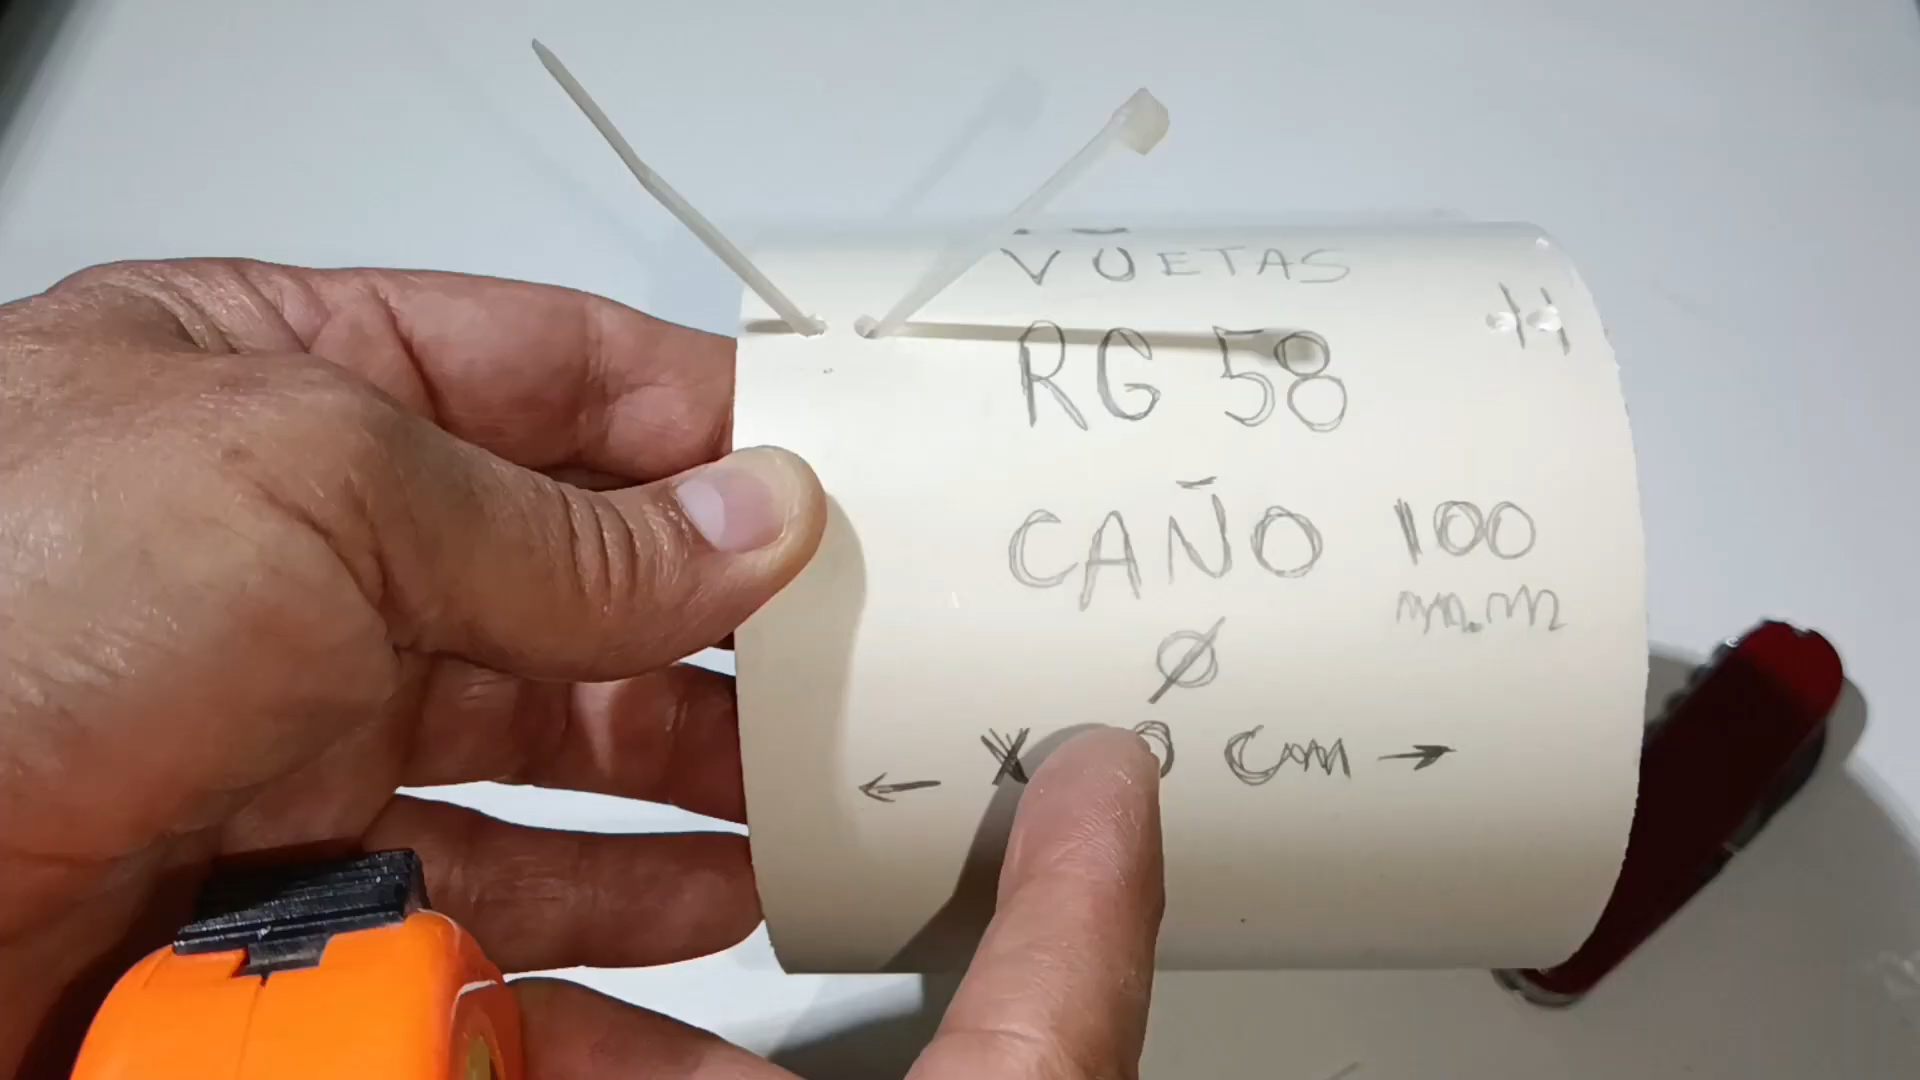 VUETAS
RG 58
CAÑO 100
m.m
Ø
← X cm →